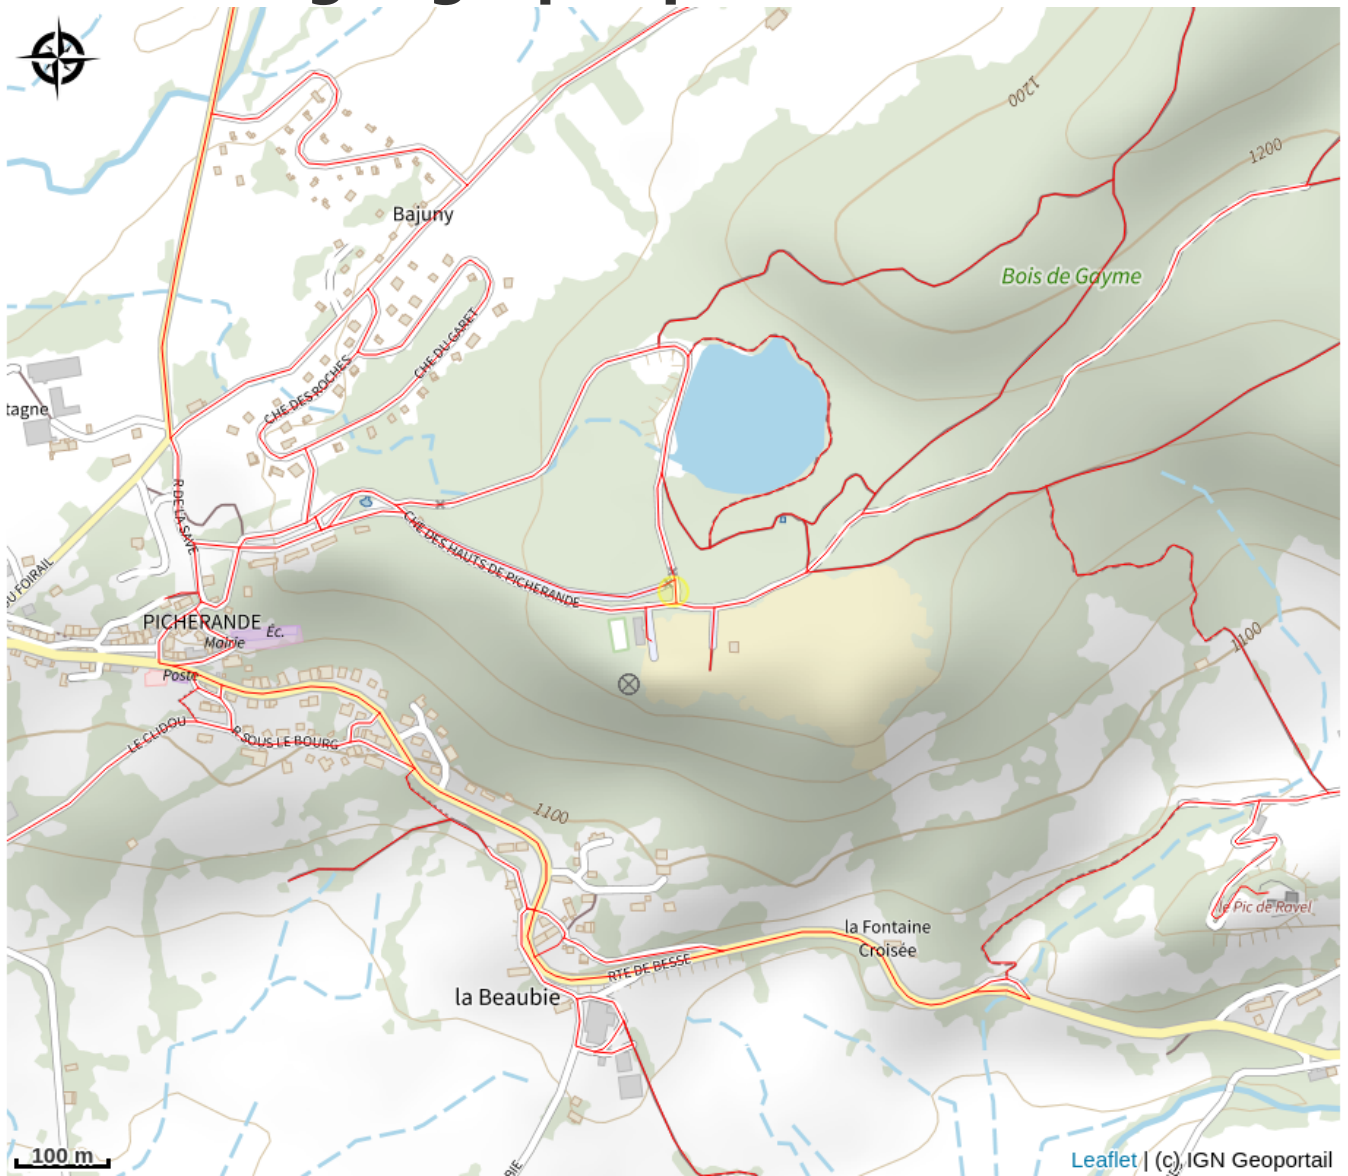 1200
1200
Bajuny
Bois de Gayme
CHE DU GARET
CHE DES ROCHES
tagne
R DE LA SAVE
CHE DES HAUTS DE PICHERANDE
DU FOIRAIL
PICHERANDE
Éc.
Mairie
1100
Poste
LE CLIDOU
R SOUS LE BOURG
1100
le Pic de Ravel
la Fontaine
Croisée
RTE DE BESSE
la Beaubie
100 m
BIE
Leaflet | (c) IGN Geoportail